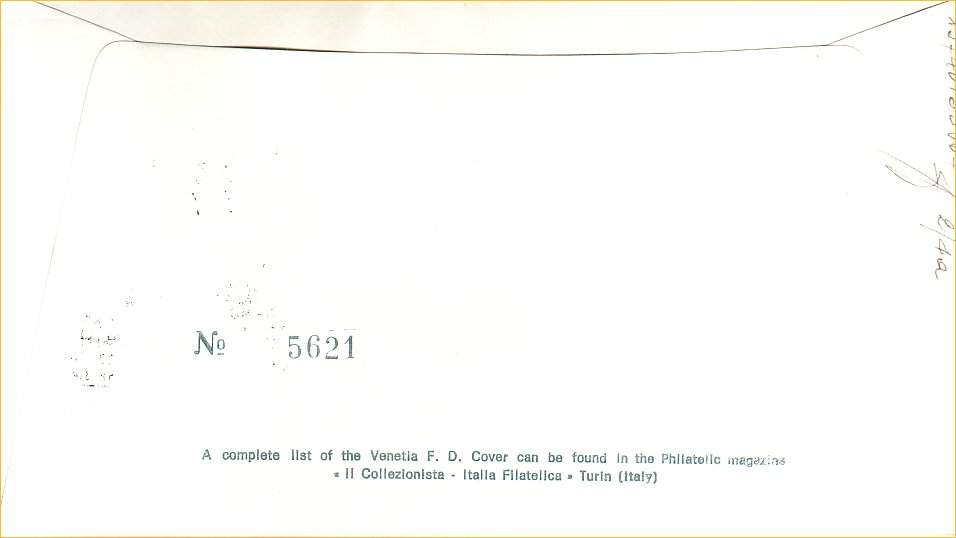 № 5621
A complete list of the Venetia F. D. Cover can be found in the Philatelic magazine
« Il Collezionista - Italia Filatelica » Turin (Italy)